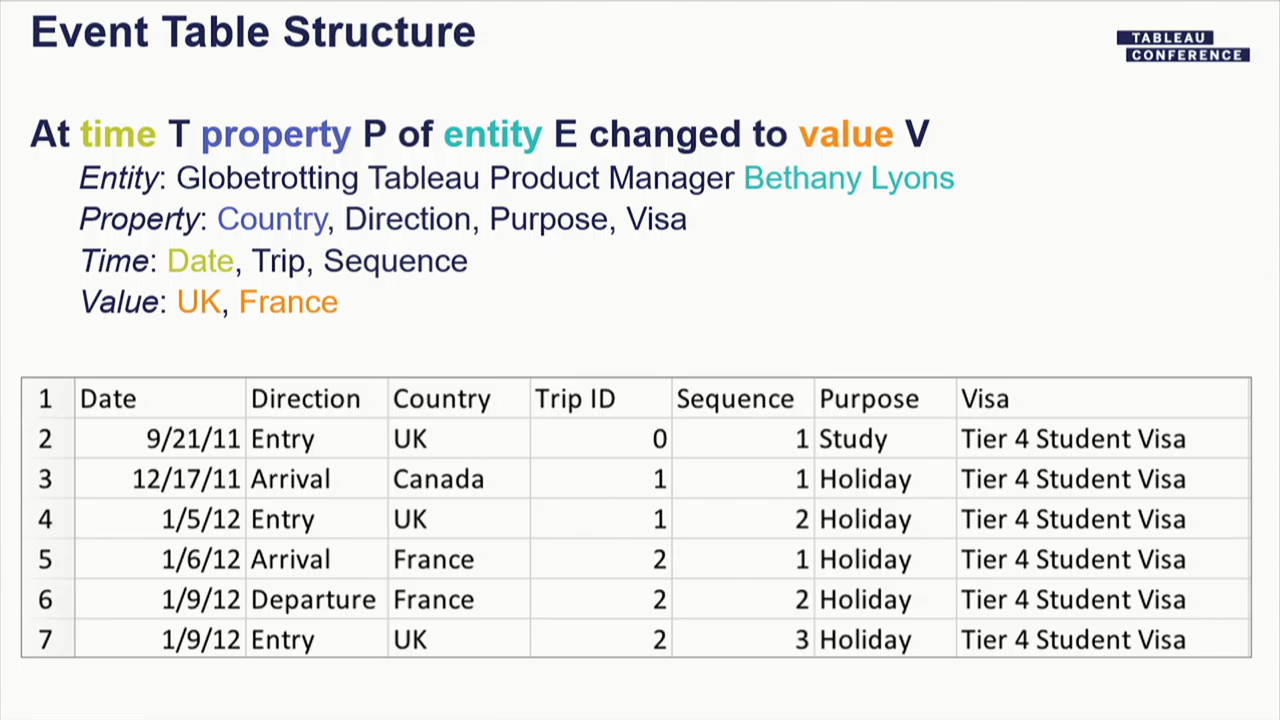 Event Table Structure
TABLEAU
CONFERENCE
At time T property P of entity E changed to value V
Entity: Globetrotting Tableau Product Manager Bethany Lyons
Property: Country, Direction, Purpose, Visa
Time: Date, Trip, Sequence
Value: UK, France
1 Date Direction Country Trip ID Sequence Purpose Visa
2 9/21/11 Entry UK 0 1 Study Tier 4 Student Visa
3 12/17/11 Arrival Canada 1 1 Holiday Tier 4 Student Visa
4 1/5/12 Entry UK 1 2 Holiday Tier 4 Student Visa
5 1/6/12 Arrival France 2 1 Holiday Tier 4 Student Visa
6 1/9/12 Departure France 2 2 Holiday Tier 4 Student Visa
7 1/9/12 Entry UK 2 3 Holiday Tier 4 Student Visa